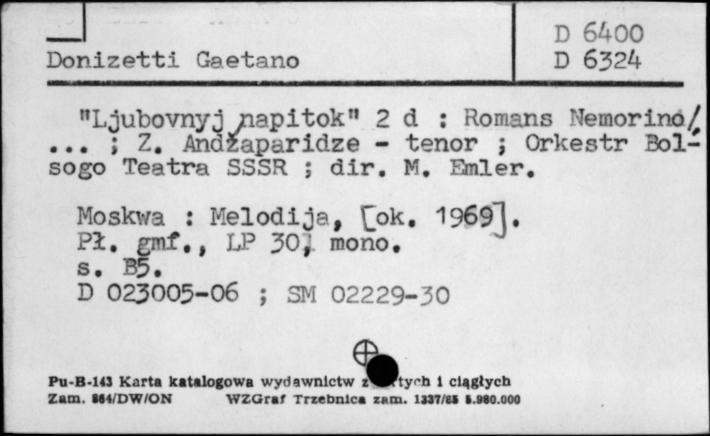 D 6400
Donizetti Gaetano D 6324
"Ljubovnyj napitok" 2 d : Romans Nemorino/
... ; Z. Andžaparidze - tenor ; Orkestr Bol-
sogo Teatra SSSR ; dir. M. Emler.
Moskwa : Melodija, [ok. 1969].
Pł. gmf., LP 30, mono.
s. B5.
D 023005-06 ; SM 02229-30
Pu-B-143 Karta katalogowa wydawnictw i ciągłych
Zam. 864/DW/ON WZGraf Trzebnica zam. 1337/85 5.980.000